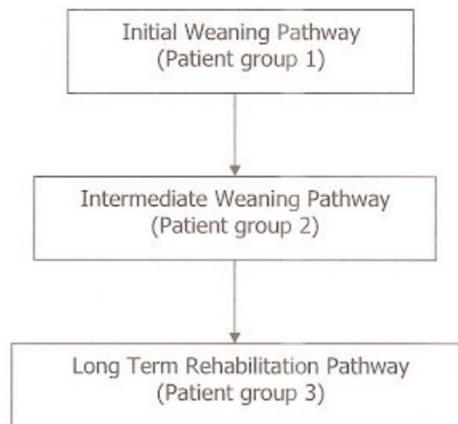 Initial Weaning Pathway
(Patient group 1)
Intermediate Weaning Pathway
(Patient group 2)
Long Term Rehabilitation Pathway
(Patient group 3)